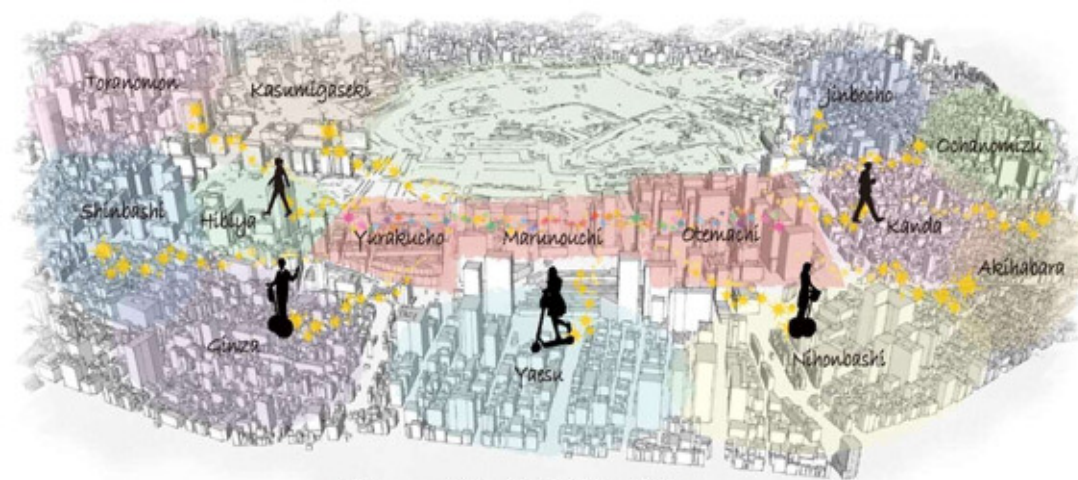 Toranomon
Kasumigaseki
Jinbocho
Ochanomizu
Shinbashi
Hibiya
Yurakucho
Marunouchi
Otemachi
Kanda
Akihabara
Ginza
Yaesu
Nihonbashi